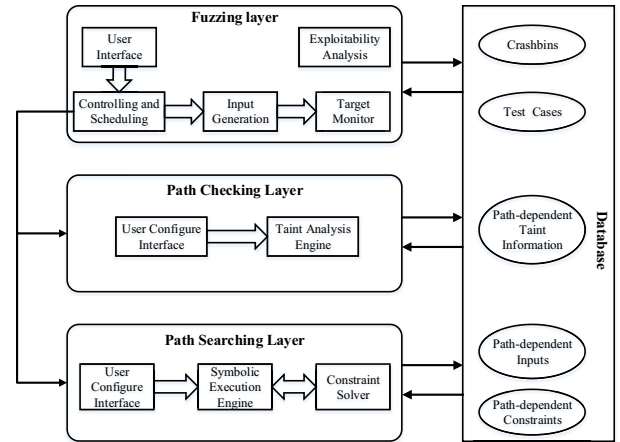 Fuzzing layer
User
Interface
Exploitability
Analysis
Controlling and
Scheduling
Input
Generation
Target
Monitor
Path Checking Layer
User Configure
Interface
Taint Analysis
Engine
Path Searching Layer
User
Configure
Interface
Symbolic
Execution
Engine
Constraint
Solver
Crashbins
Test Cases
Path-dependent
Taint
Information
Path-dependent
Inputs
Path-dependent
Constraints
Database